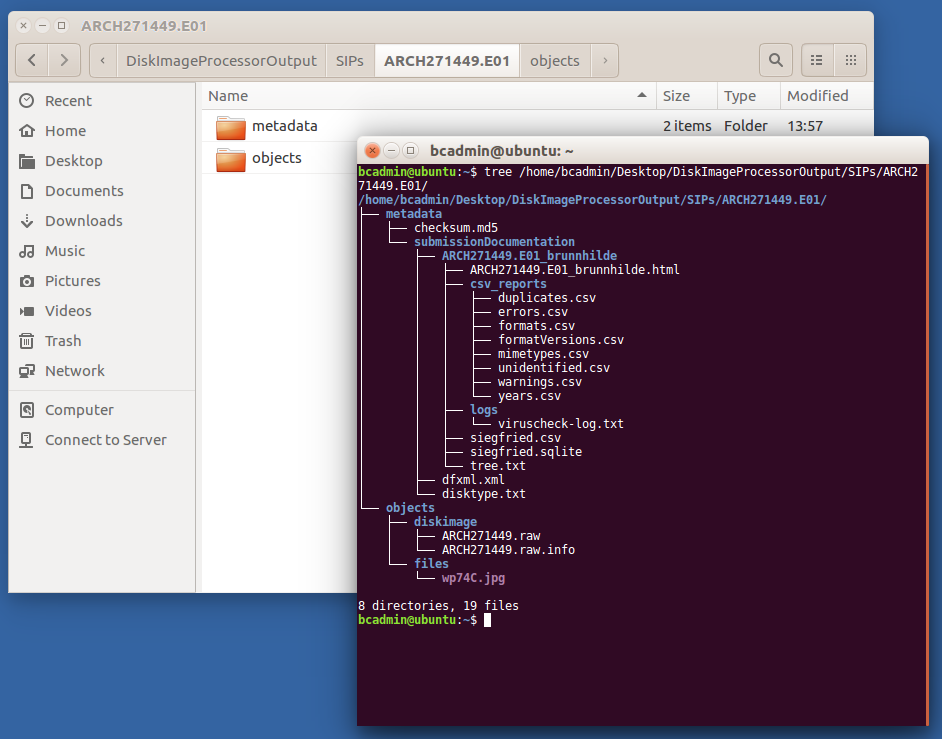 ARCH271449.E01
DiskImageProcessorOutput SIPs ARCH271449.E01 objects
Recent
Home
Desktop
Documents
Downloads
Music
Pictures
Videos
Trash
Network
Computer
Connect to Server
Name Size Type Modified
metadata 2 items Folder 13:57
objects
bcadmin@ubuntu: ~
bcadmin@ubuntu:~$ tree /home/bcadmin/Desktop/DiskImageProcessorOutput/SIPs/ARCH2
71449.E01/
/home/bcadmin/Desktop/DiskImageProcessorOutput/SIPs/ARCH271449.E01/
├── metadata
│   ├── checksum.md5
│   └── submissionDocumentation
│       ├── ARCH271449.E01_brunnhilde
│       │   ├── ARCH271449.E01_brunnhilde.html
│       │   ├── csv_reports
│       │   │   ├── duplicates.csv
│       │   │   ├── errors.csv
│       │   │   ├── formats.csv
│       │   │   ├── formatVersions.csv
│       │   │   ├── mimetypes.csv
│       │   │   ├── unidentified.csv
│       │   │   ├── warnings.csv
│       │   │   └── years.csv
│       │   ├── logs
│       │   │   └── viruscheck-log.txt
│       │   ├── siegfried.csv
│       │   ├── siegfried.sqlite
│       │   └── tree.txt
│       ├── dfxml.xml
│       └── disktype.txt
└── objects
    ├── diskimage
    │   ├── ARCH271449.raw
    │   └── ARCH271449.raw.info
    └── files
        └── wp74C.jpg
8 directories, 19 files
bcadmin@ubuntu:~$